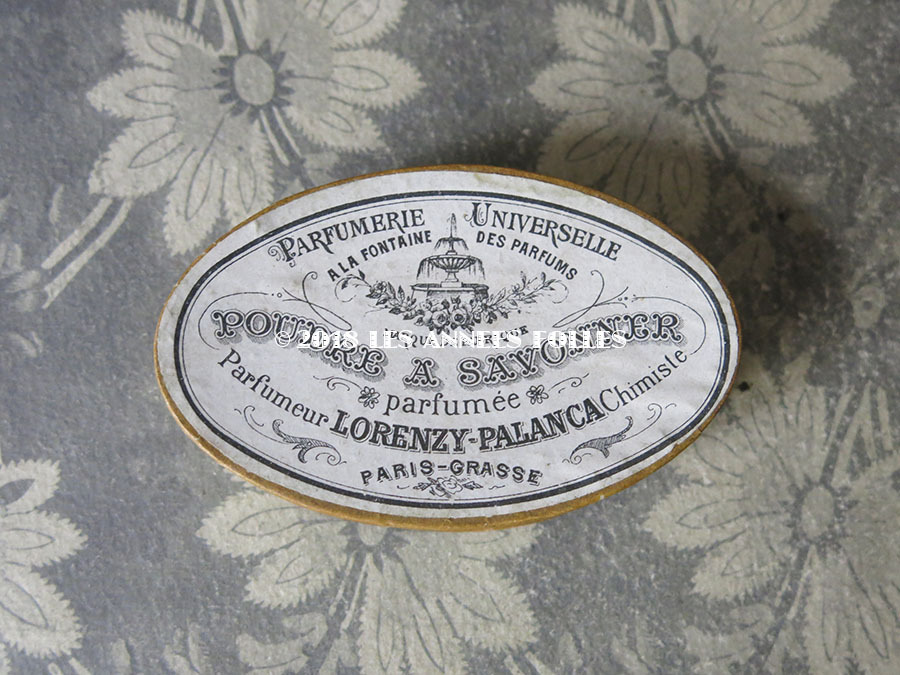 PARFUMERIE UNIVERSELLE
A LA FONTAINE DES PARFUMS
©2018 LES ANNEES FOLLES
POUDRE A SAVONNER
parfumée
Parfumeur LORENZY-PALANCA Chimiste
PARIS-GRASSE